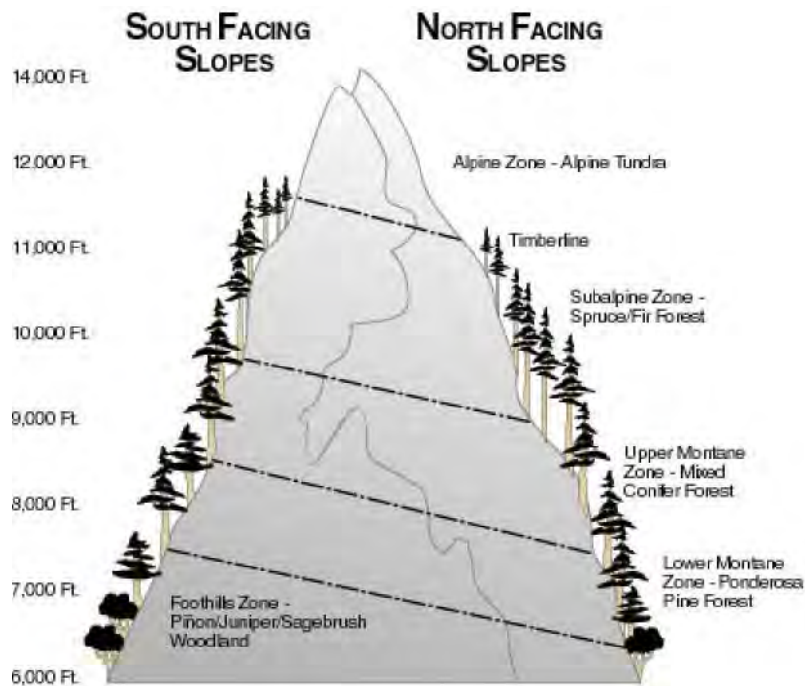 SOUTH FACING
SLOPES
NORTH FACING
SLOPES
14,000 Ft.
12,000 Ft.
Alpine Zone - Alpine Tundra
11,000 Ft.
Timberline
Subalpine Zone -
Spruce/Fir Forest
10,000 Ft.
9,000 Ft.
Upper Montane
Zone - Mixed
Conifer Forest
8,000 Ft.
7,000 Ft.
Lower Montane
Zone - Ponderosa
Pine Forest
Foothills Zone -
Piñon/Juniper/Sagebrush
Woodland
6,000 Ft.